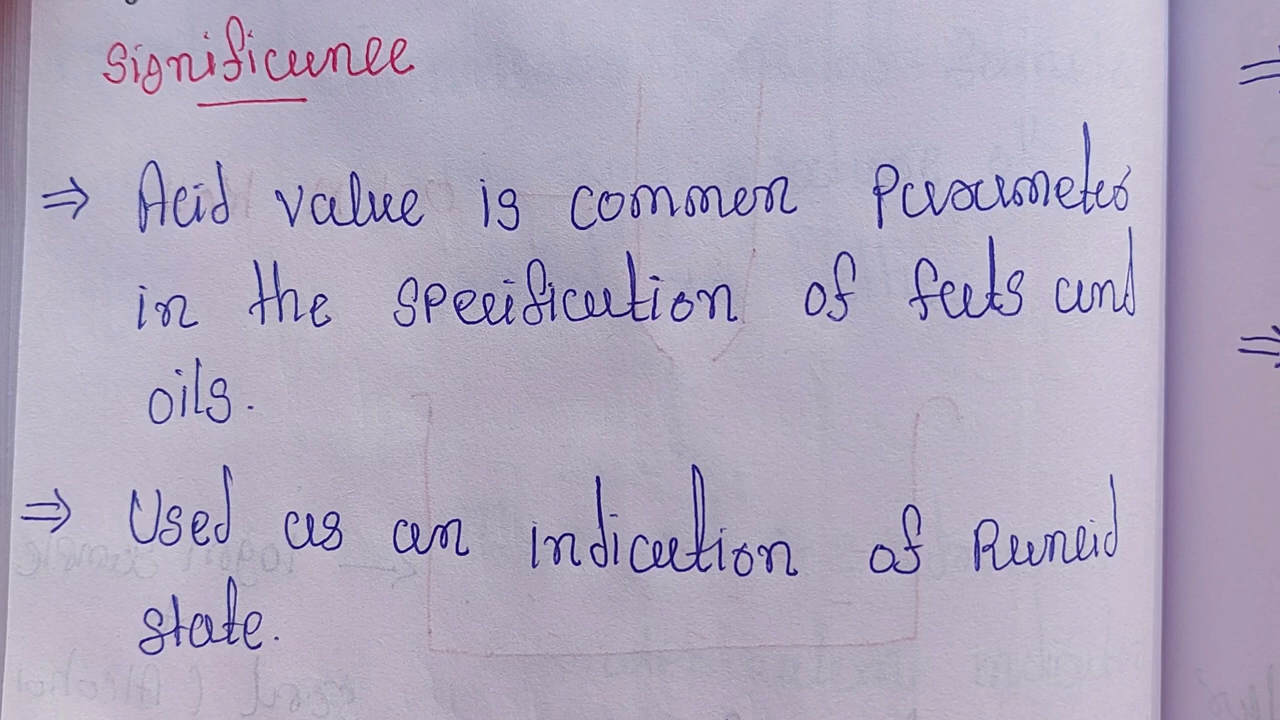 Significance
⇒ Acid value is common Parameter
in the specification of fats and
oils.
⇒ Used as an indication of Rancid
state.